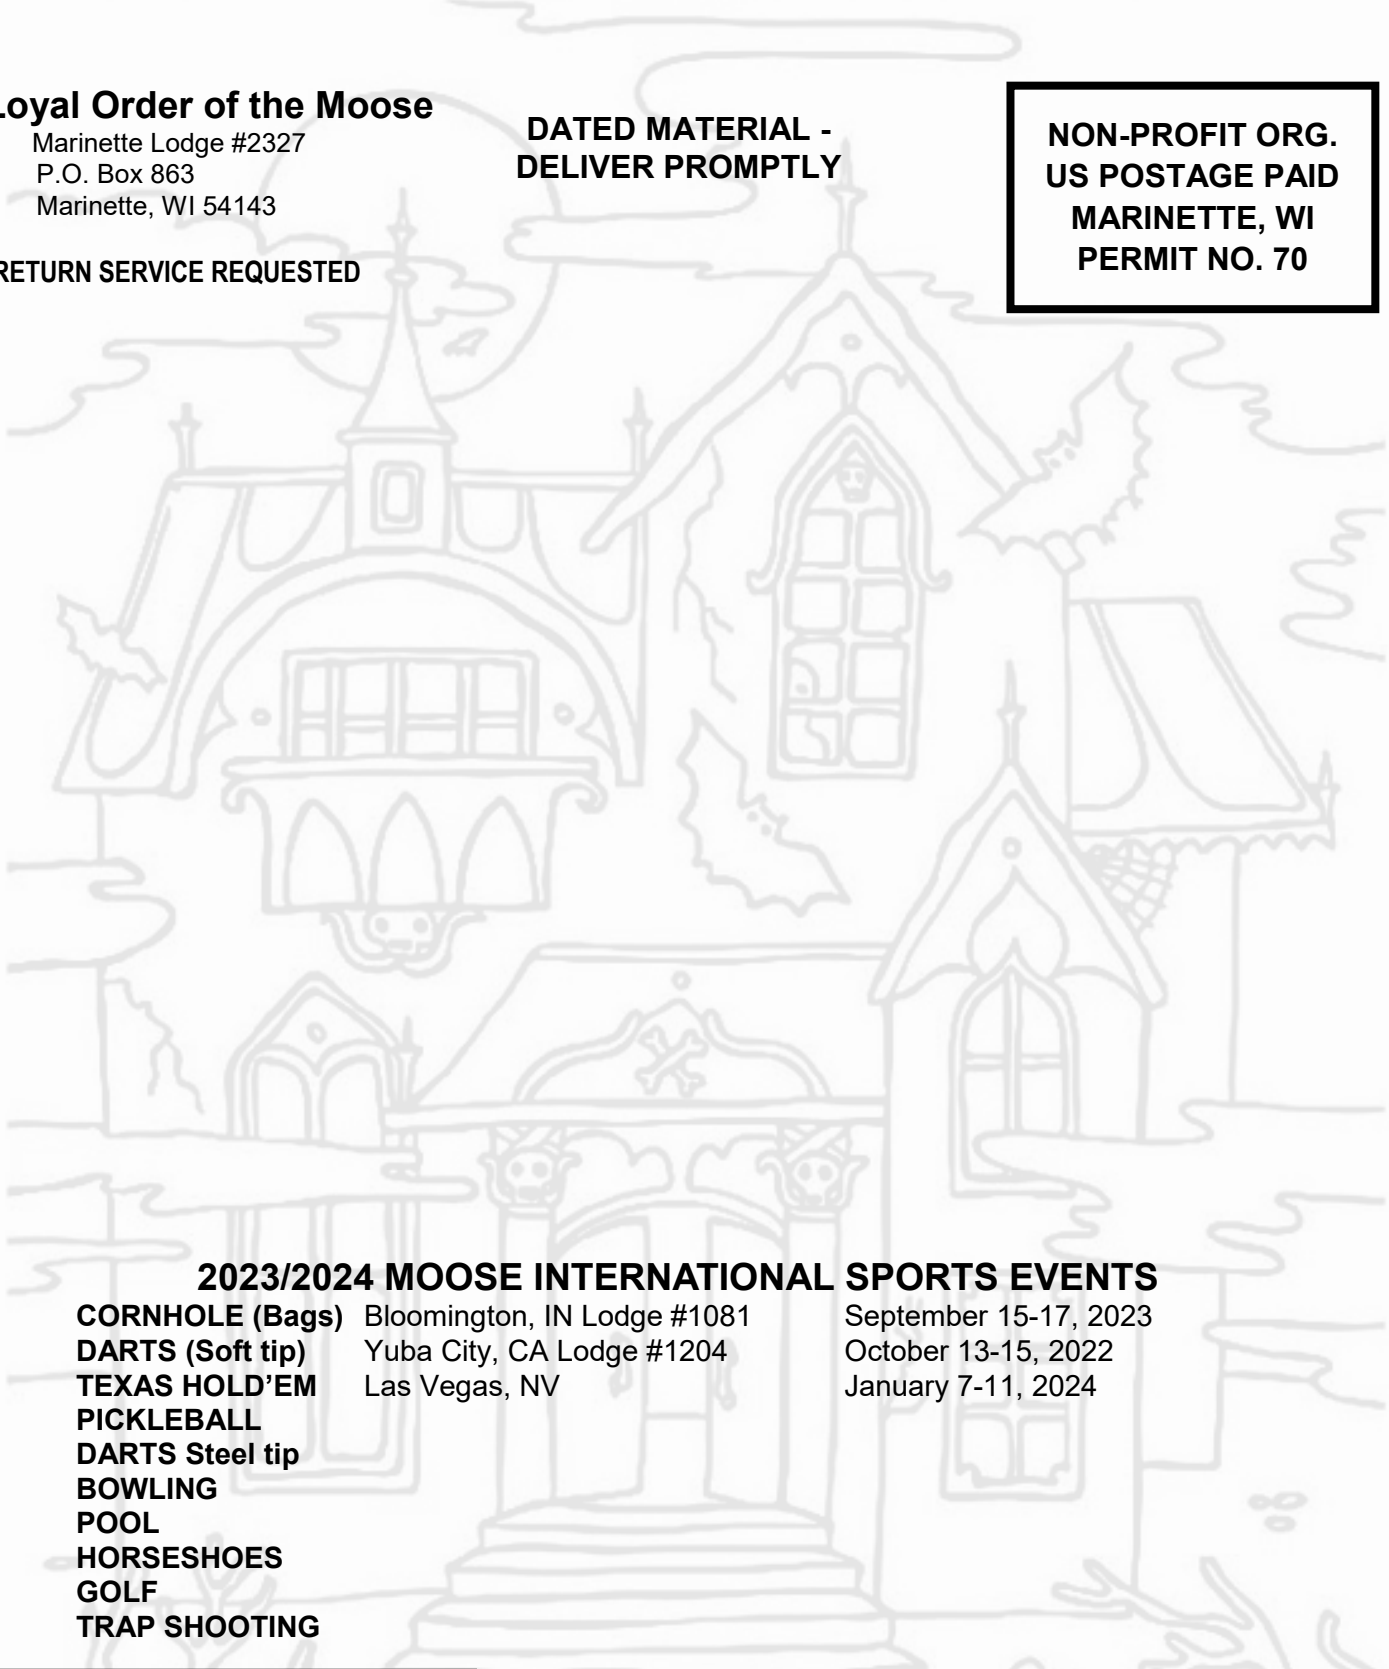 Loyal Order of the Moose
Marinette Lodge #2327
P.O. Box 863
Marinette, WI 54143
RETURN SERVICE REQUESTED
DATED MATERIAL -
DELIVER PROMPTLY
NON-PROFIT ORG.
US POSTAGE PAID
MARINETTE, WI
PERMIT NO. 70
2023/2024 MOOSE INTERNATIONAL SPORTS EVENTS
CORNHOLE (Bags) Bloomington, IN Lodge #1081 September 15-17, 2023
DARTS (Soft tip) Yuba City, CA Lodge #1204 October 13-15, 2022
TEXAS HOLD’EM Las Vegas, NV January 7-11, 2024
PICKLEBALL
DARTS Steel tip
BOWLING
POOL
HORSESHOES
GOLF
TRAP SHOOTING